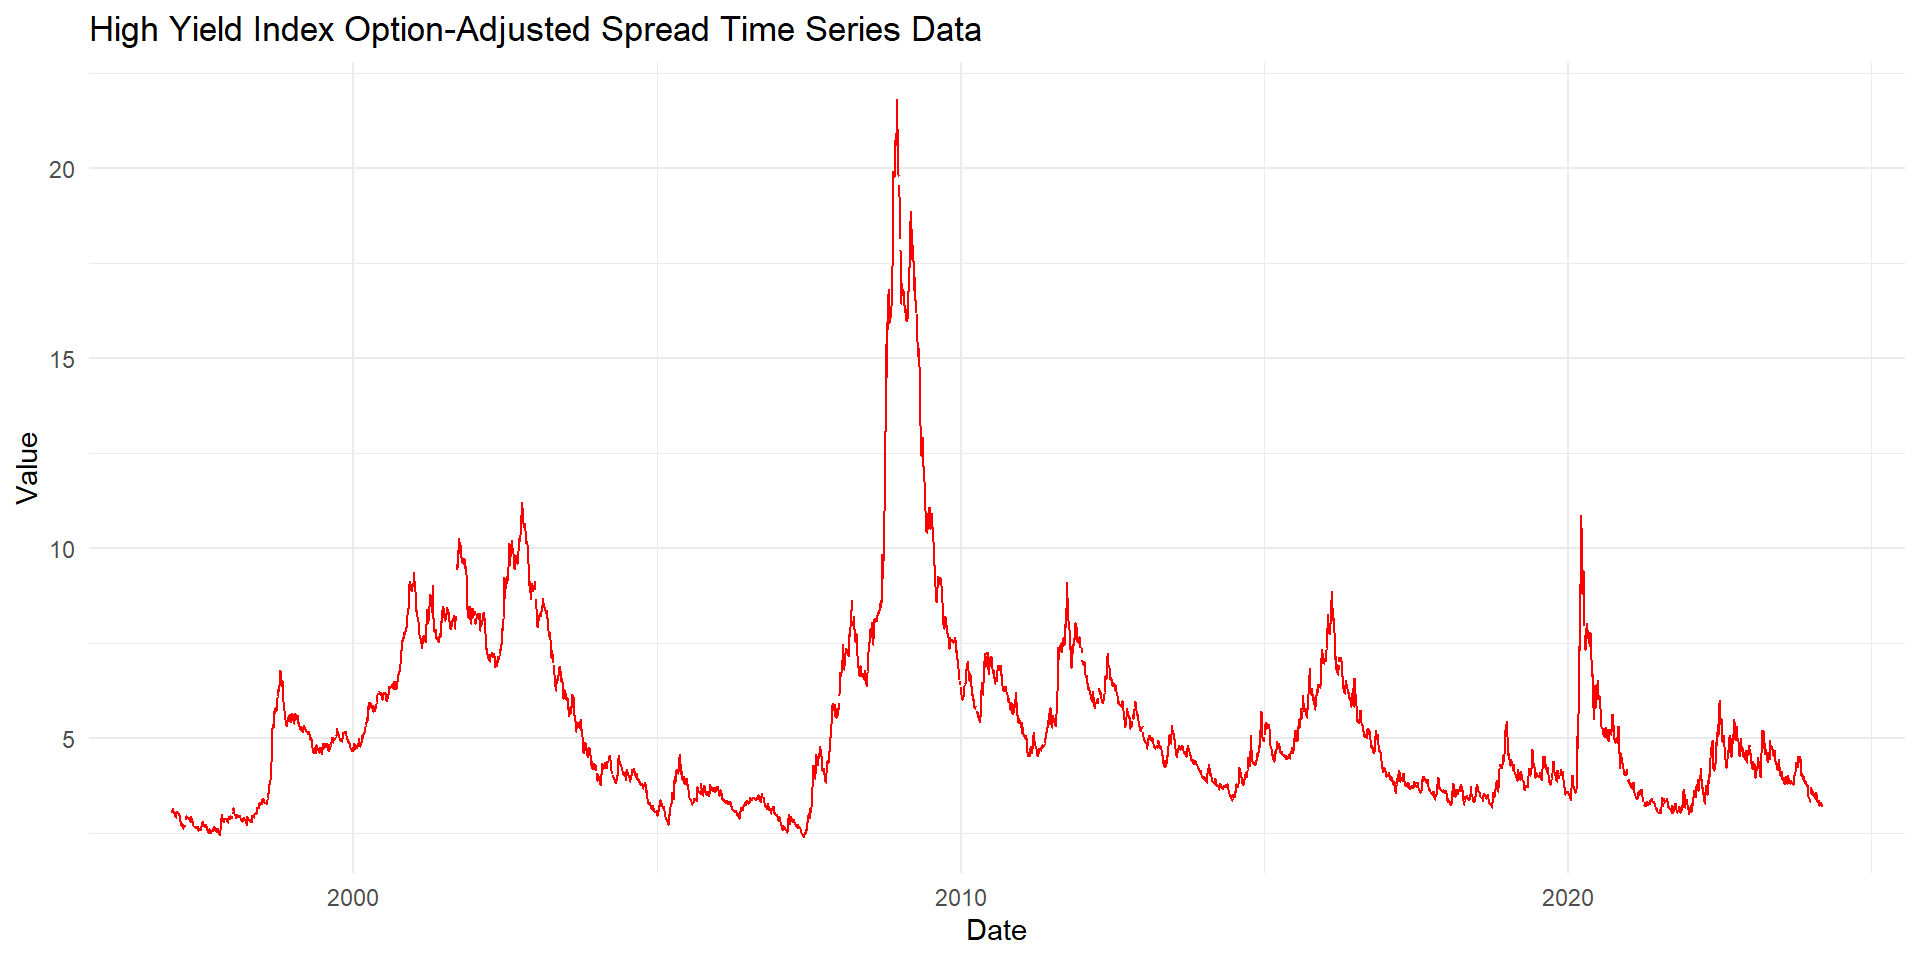 High Yield Index Option-Adjusted Spread Time Series Data
Value
20
15
10
5
2000
2010
2020
Date